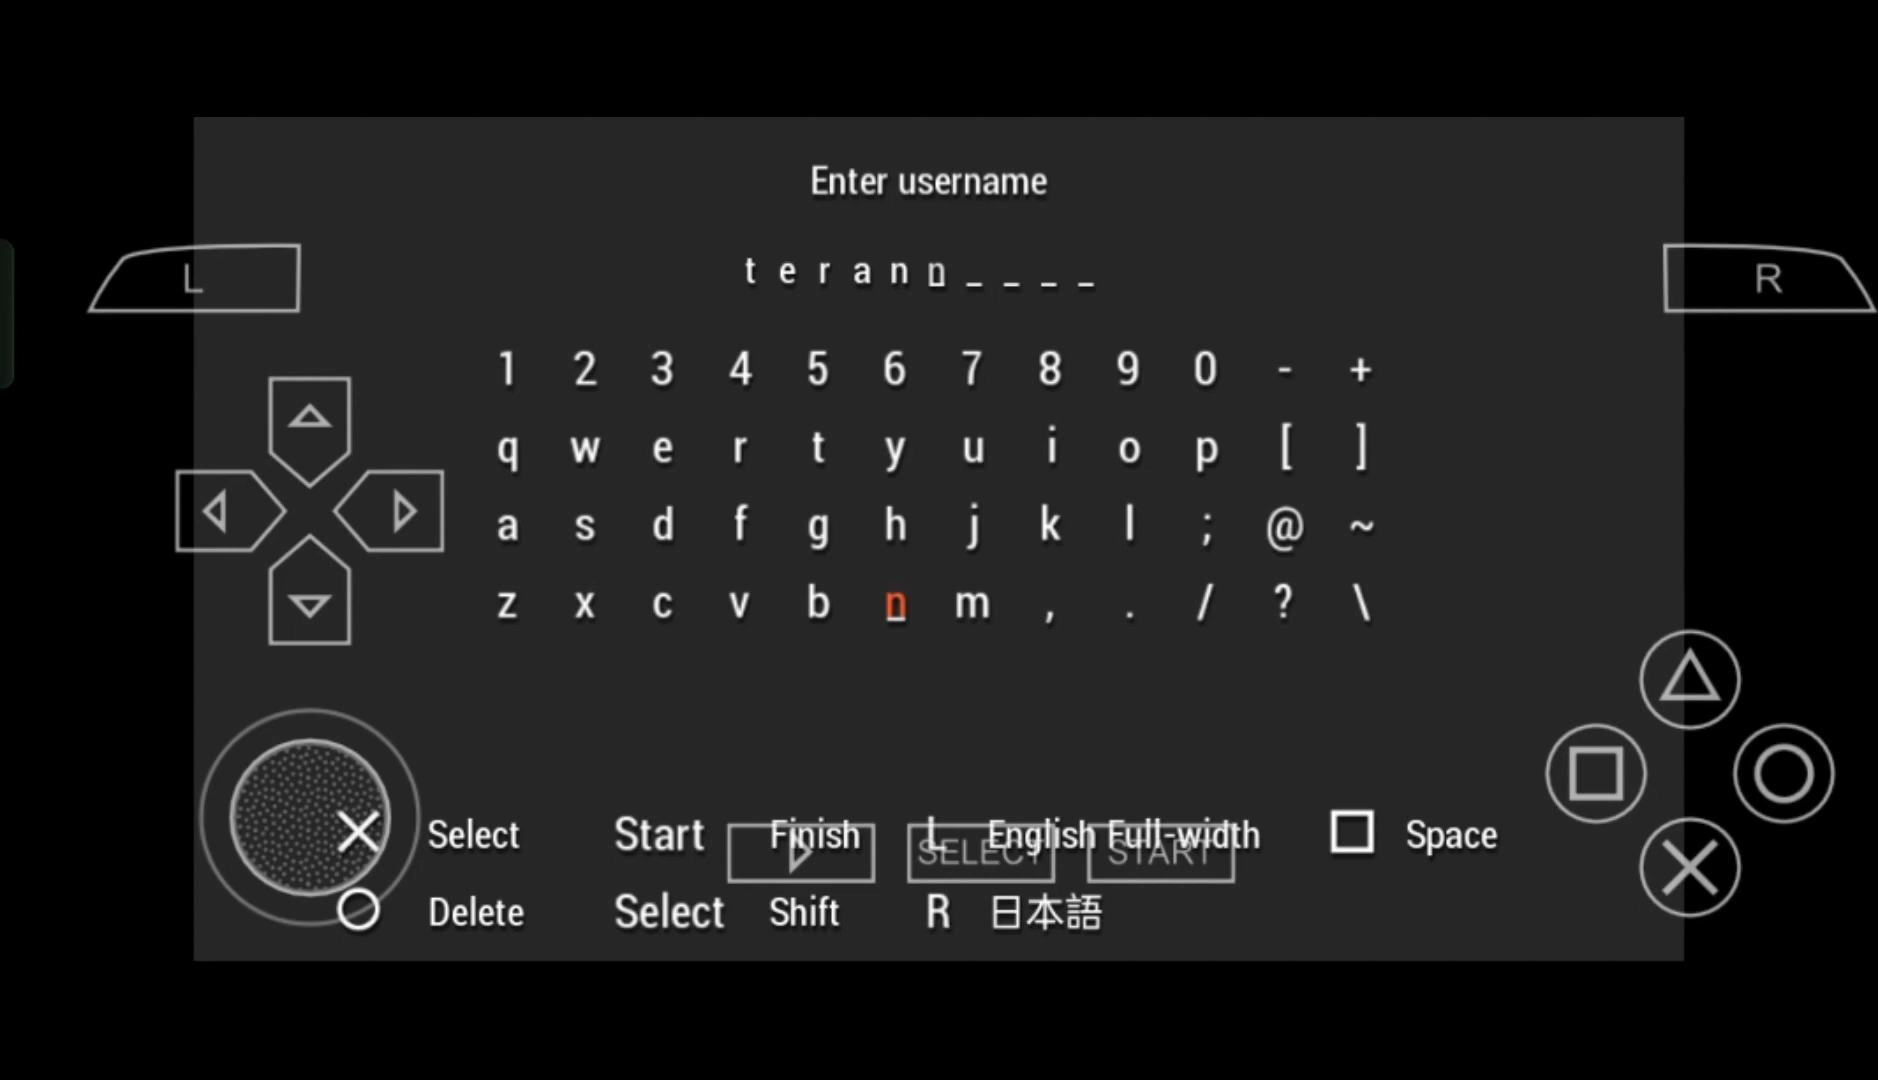 Enter username
L
R
t e r a n n _ _ _ _
1 2 3 4 5 6 7 8 9 0 - +
q w e r t y u i o p [ ]
a s d f g h j k l ; @ ~
z x c v b n m , . / ? \
Select Start Finish L English Full-width Space
SELECT START
Delete Select Shift R 日本語